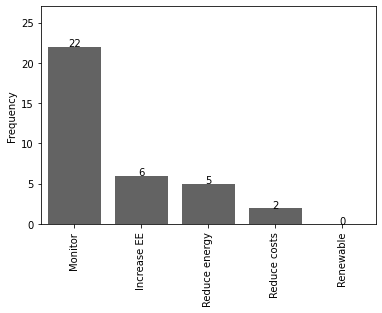 25
20
15
10
5
0
Frequency
22
6
5
2
0
Monitor
Increase EE
Reduce energy
Reduce costs
Renewable